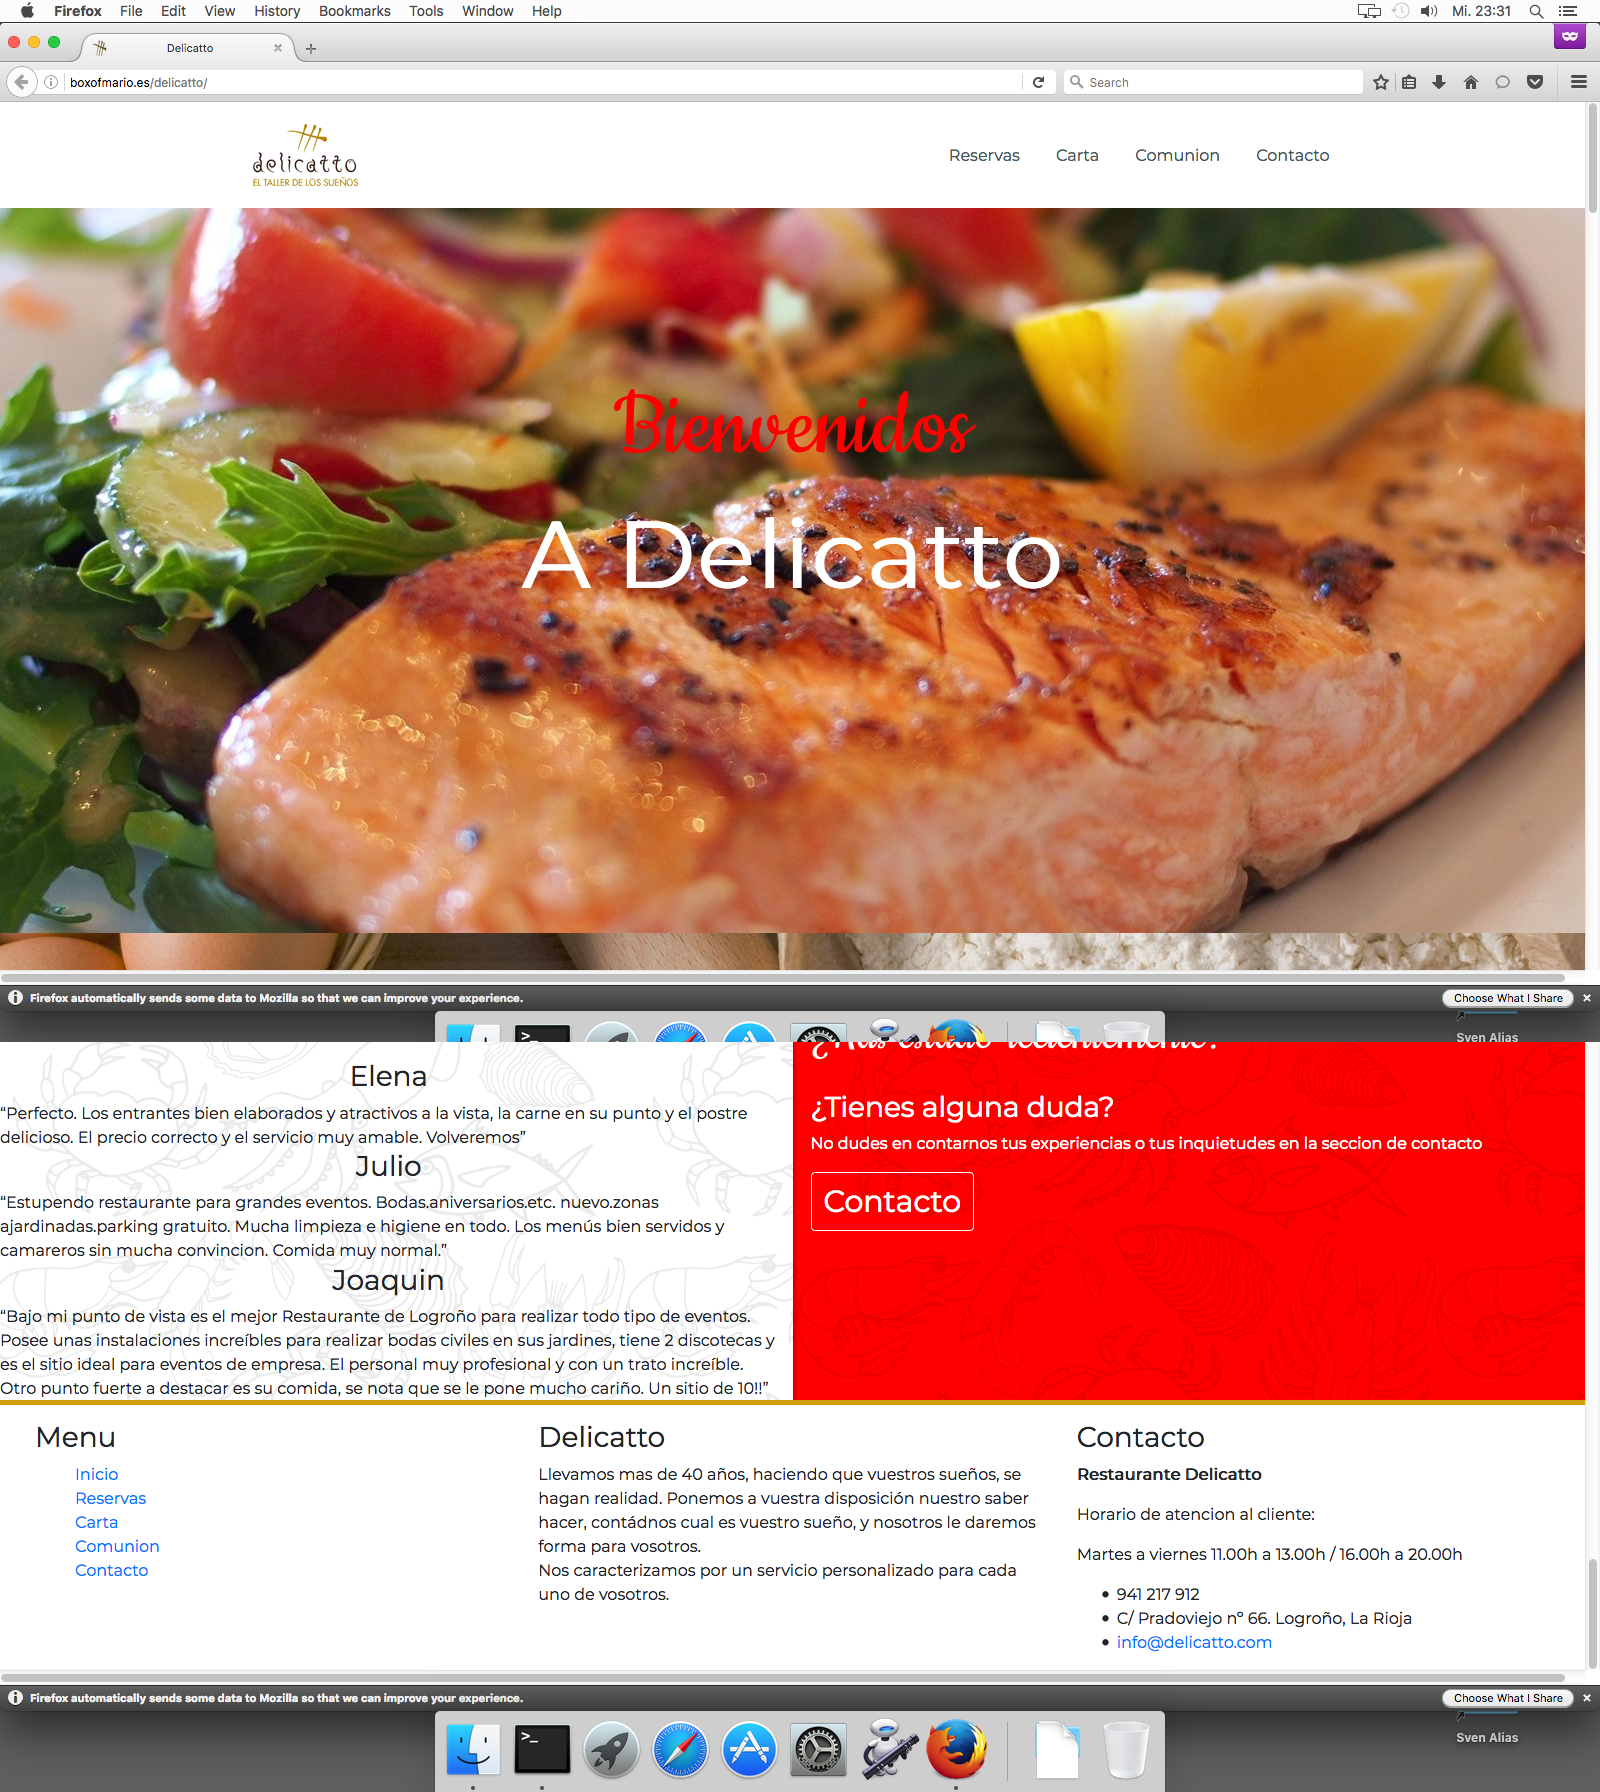 Firefox File Edit View History Bookmarks Tools Window Help Mi. 23:31
Delicatto
boxofmario.es/delicatto/ Search
delicatto
EL TALLER DE LOS SUEÑOS
Reservas Carta Comunion Contacto
Bienvenidos
A Delicatto
Firefox automatically sends some data to Mozilla so that we can improve your experience. Choose What I Share
Sven Alias
Elena
“Perfecto. Los entrantes bien elaborados y atractivos a la vista, la carne en su punto y el postre
delicioso. El precio correcto y el servicio muy amable. Volveremos”
Julio
“Estupendo restaurante para grandes eventos. Bodas.aniversarios.etc. nuevo.zonas
ajardinadas.parking gratuito. Mucha limpieza e higiene en todo. Los menús bien servidos y
camareros sin mucha convincion. Comida muy normal.”
Joaquin
“Bajo mi punto de vista es el mejor Restaurante de Logroño para realizar todo tipo de eventos.
Posee unas instalaciones increíbles para realizar bodas civiles en sus jardines, tiene 2 discotecas y
es el sitio ideal para eventos de empresa. El personal muy profesional y con un trato increíble.
Otro punto fuerte a destacar es su comida, se nota que se le pone mucho cariño. Un sitio de 10!!”
¿Tienes alguna duda?
No dudes en contarnos tus experiencias o tus inquietudes en la seccion de contacto
Contacto
Menu
Inicio
Reservas
Carta
Comunion
Contacto
Delicatto
Llevamos mas de 40 años, haciendo que vuestros sueños, se
hagan realidad. Ponemos a vuestra disposición nuestro saber
hacer, contádnos cual es vuestro sueño, y nosotros le daremos
forma para vosotros.
Nos caracterizamos por un servicio personalizado para cada
uno de vosotros.
Contacto
Restaurante Delicatto
Horario de atencion al cliente:
Martes a viernes 11.00h a 13.00h / 16.00h a 20.00h
941 217 912
C/ Pradoviejo nº 66. Logroño, La Rioja
info@delicatto.com
Firefox automatically sends some data to Mozilla so that we can improve your experience. Choose What I Share
Sven Alias